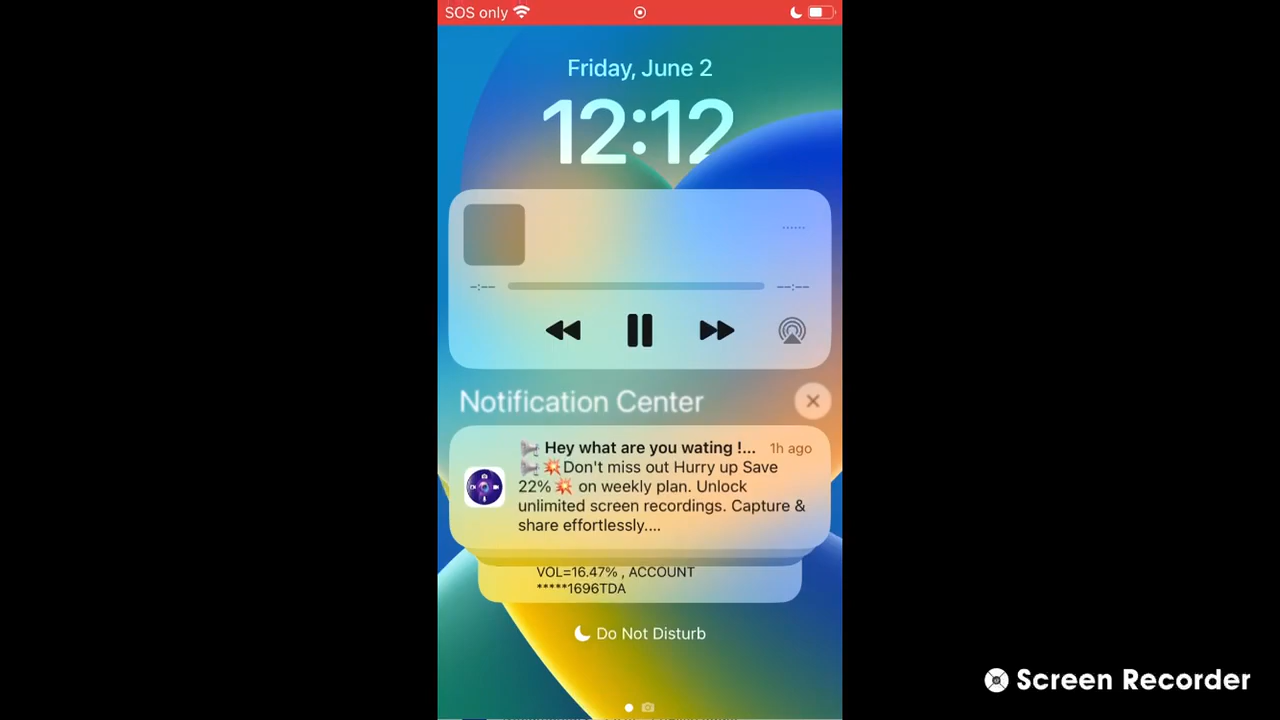 SOS only
Friday, June 2
12:12
......
-:--
--:--
Notification Center
Hey what are you wating !...
1h ago
Don't miss out Hurry up Save
22% on weekly plan. Unlock
unlimited screen recordings. Capture &
share effortlessly....
VOL=16.47% , ACCOUNT
*****1696TDA
Do Not Disturb
Screen Recorder